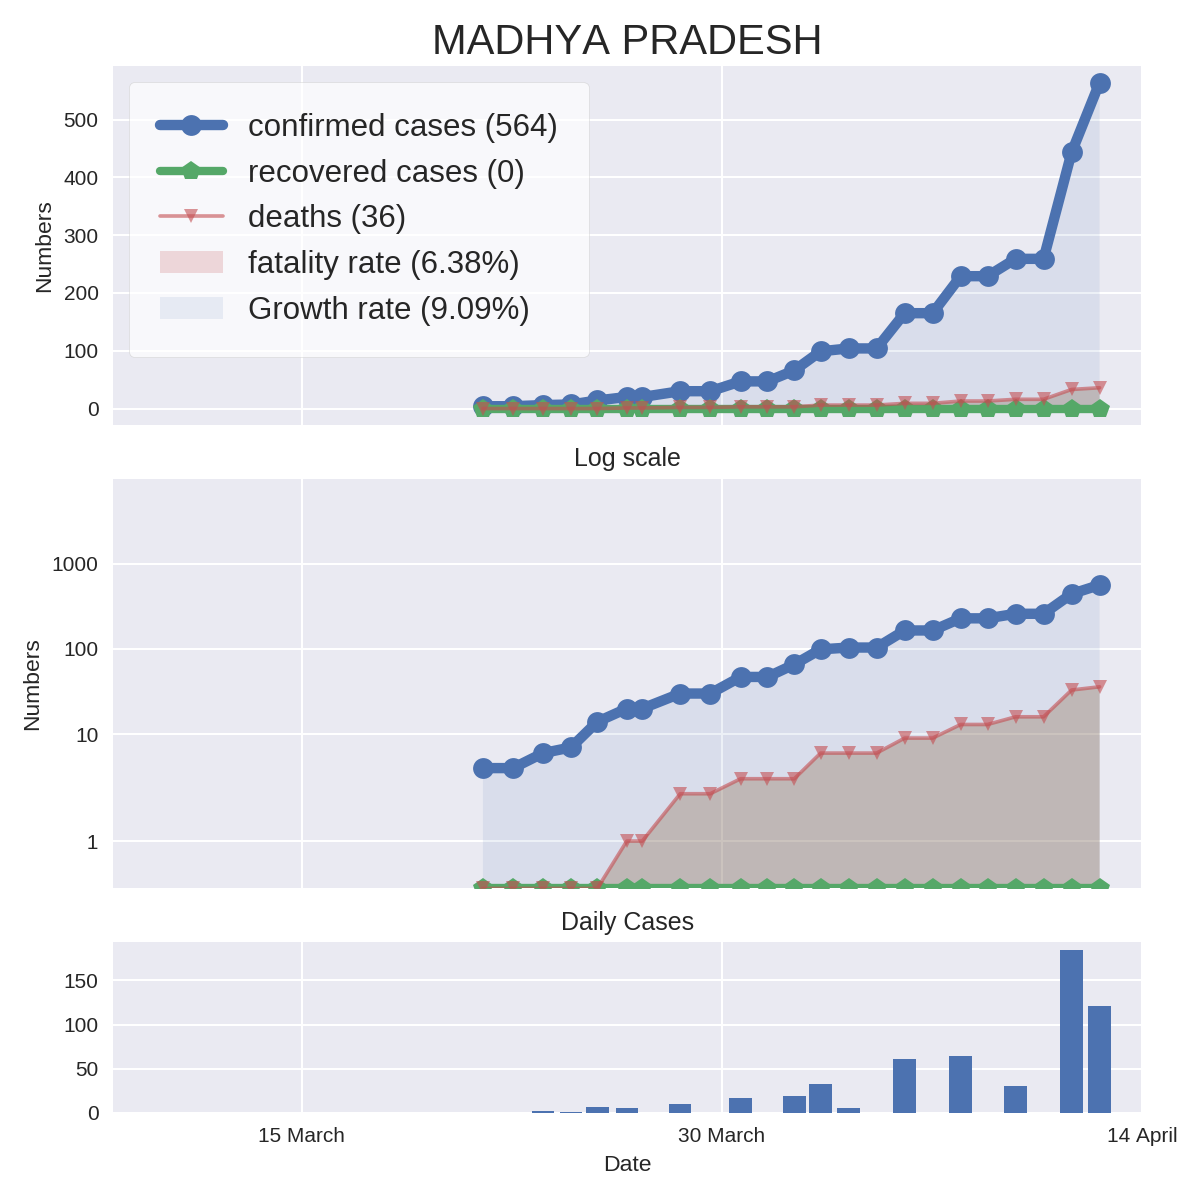 MADHYA PRADESH
confirmed cases (564)
recovered cases (0)
deaths (36)
fatality rate (6.38%)
Growth rate (9.09%)
Numbers
500
400
300
200
100
0
Log scale
Numbers
1000
100
10
1
Daily Cases
150
100
50
0
15 March
30 March
14 April
Date